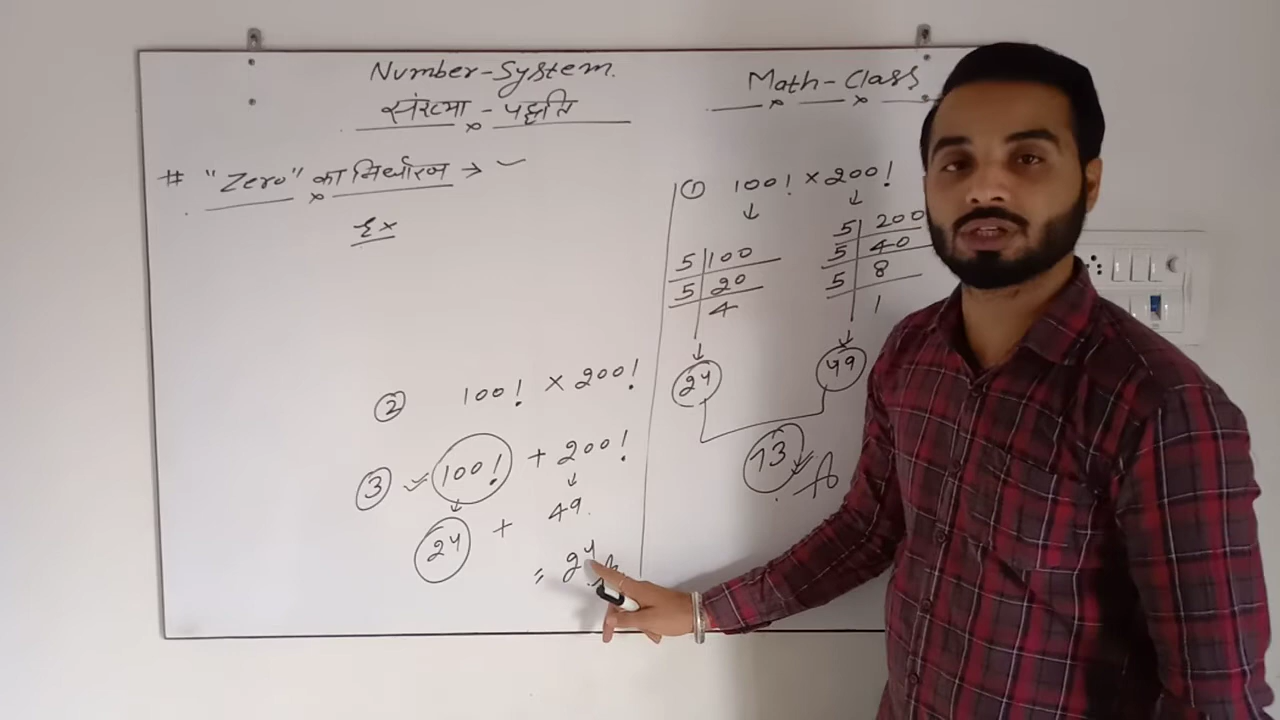 Number-System.
संख्या - पद्धति
Math-Class
# "Zero" का निर्धारण →
Ex
① 100! × 200!
↓ ↓
5 | 100
5 | 20
4
5 | 200
5 | 40
5 | 8
1
24
49
73
② 100! × 200!
③ 100! + 200!
24 + 49.
= 24